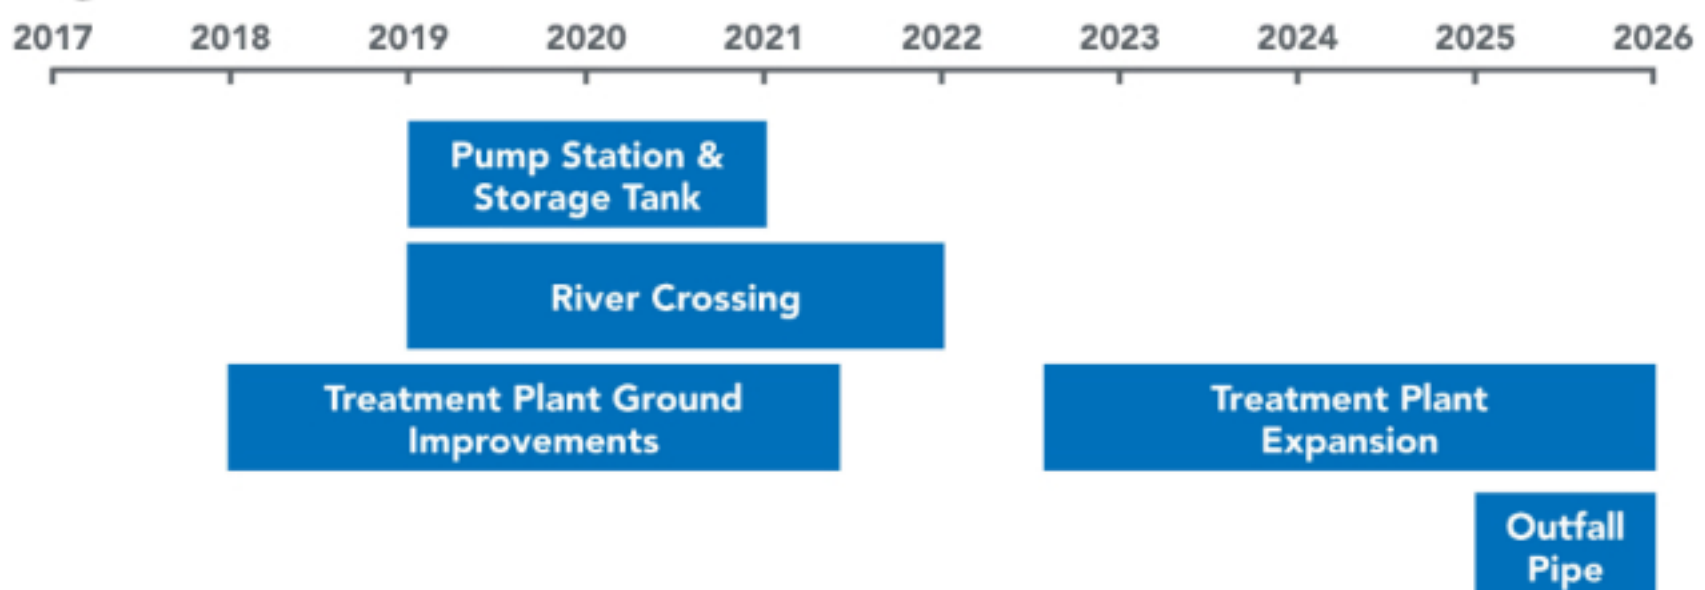 2017 2018 2019 2020 2021 2022 2023 2024 2025 2026
Pump Station &
Storage Tank
River Crossing
Treatment Plant Ground
Improvements
Treatment Plant
Expansion
Outfall
Pipe